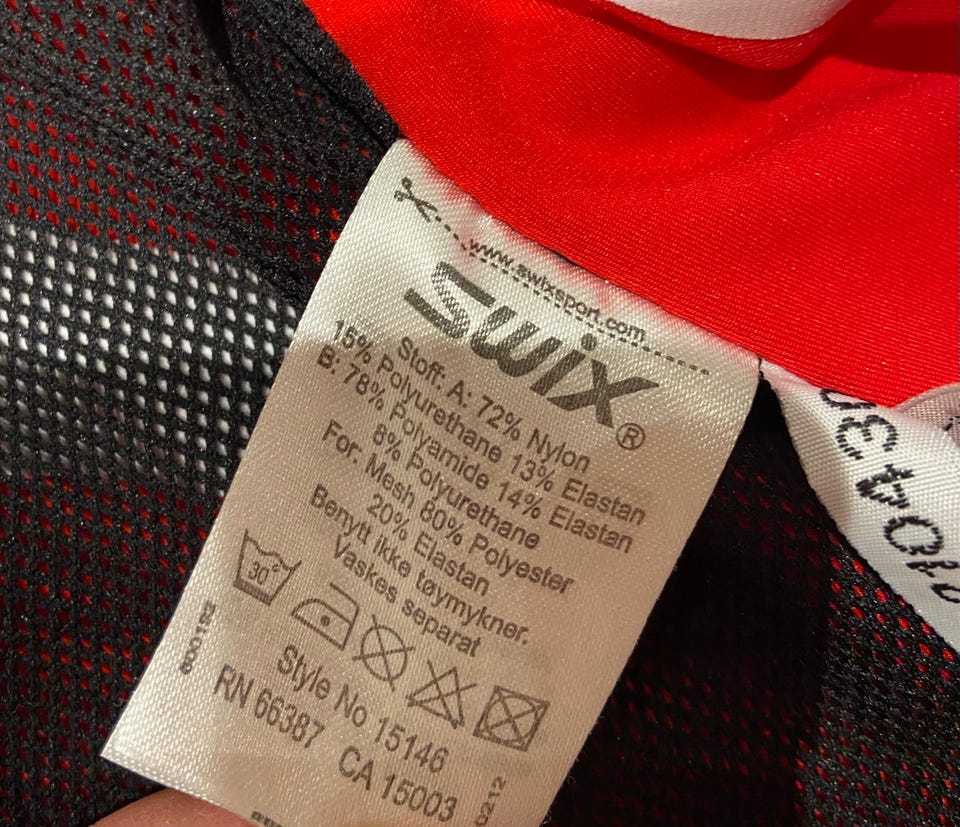 www.swixsport.com
Swix®
Stoff: A: 72% Nylon
15% Polyurethane 13% Elastan
B: 78% Polyamide 14% Elastan
8% Polyurethane
For. Mesh 80% Polyester
20% Elastan
Benytt ikke tøymykner.
Vaskes separat
30°
Style No 15146
RN 66387 CA 15003
0212